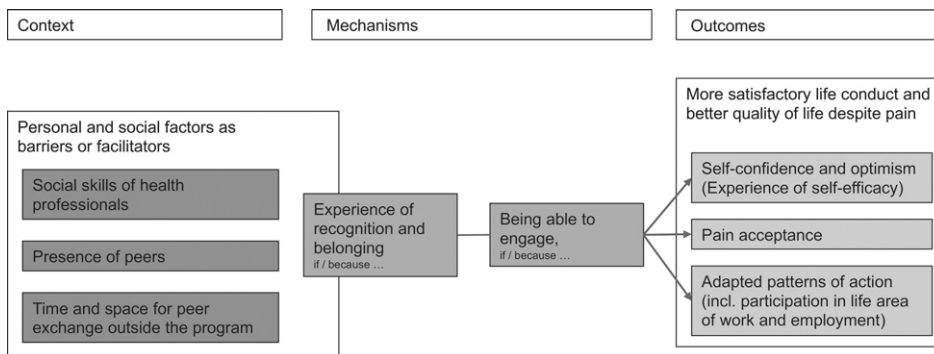 Context
Mechanisms
Outcomes
Personal and social factors as
barriers or facilitators
Social skills of health
professionals
Presence of peers
Time and space for peer
exchange outside the program
Experience of
recognition and
belonging
if / because ...
Being able to
engage,
if / because ...
More satisfactory life conduct and
better quality of life despite pain
Self-confidence and optimism
(Experience of self-efficacy)
Pain acceptance
Adapted patterns of action
(incl. participation in life area
of work and employment)